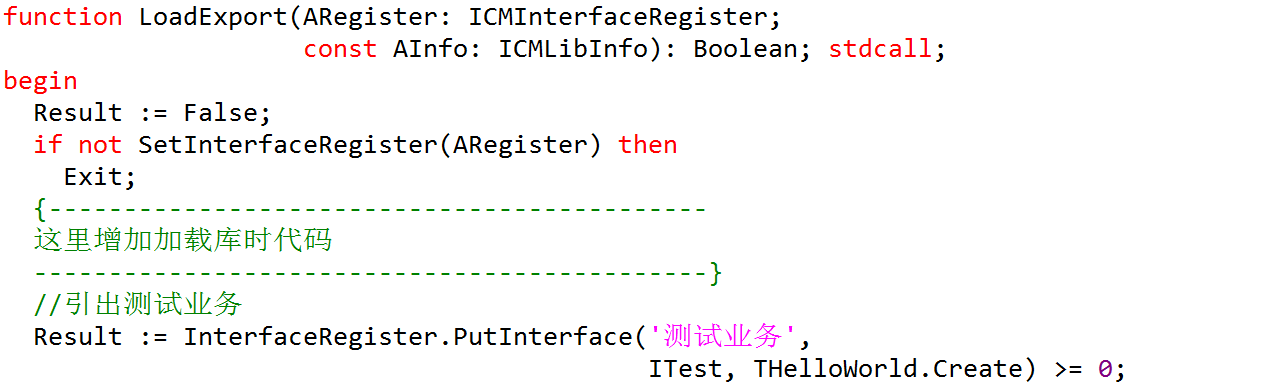 function LoadExport(ARegister: ICMInterfaceRegister;
                    const AInfo: ICMLibInfo): Boolean; stdcall;
begin
  Result := False;
  if not SetInterfaceRegister(ARegister) then
    Exit;
  {--------------------------------------------
  这里增加加载库时代码
  ---------------------------------------------}
  //引出测试业务
  Result := InterfaceRegister.PutInterface('测试业务',
                                           ITest, THelloWorld.Create) >= 0;